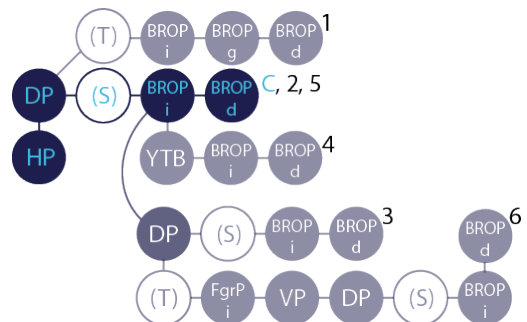 (T) BROP i BROP g BROP d 1
DP (S) BROP i BROP d C, 2, 5
HP YTB BROP i BROP d 4
DP (S) BROP i BROP d 3 BROP d 6
(T) FgrP i VP DP (S) BROP i